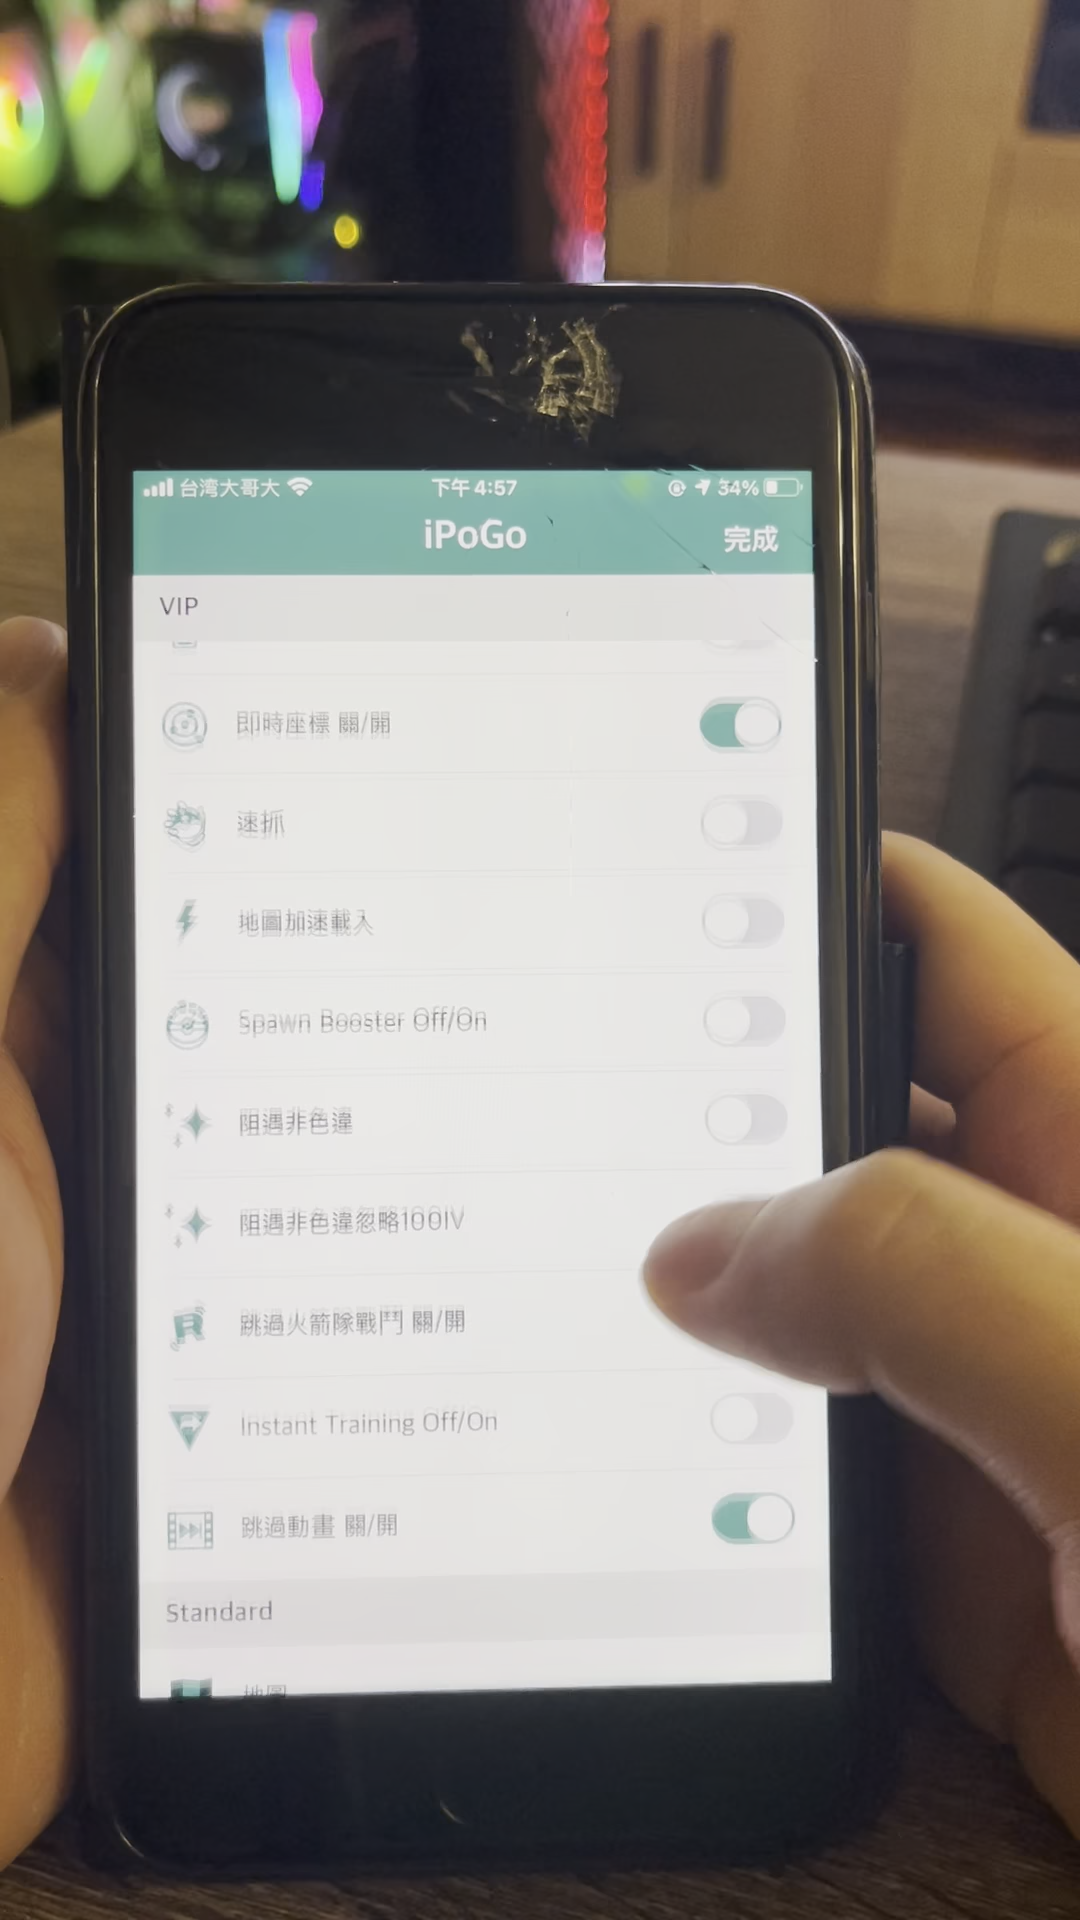 台湾大哥大
下午 4:57
34%
iPoGo
完成
VIP
即時座標 關/開
速抓
地圖加速載入
Spawn Booster Off/On
阻遇非色違
阻遇非色違忽略100IV
跳過火箭隊戰鬥 關/開
Instant Training Off/On
跳過動畫 關/開
Standard
地圖